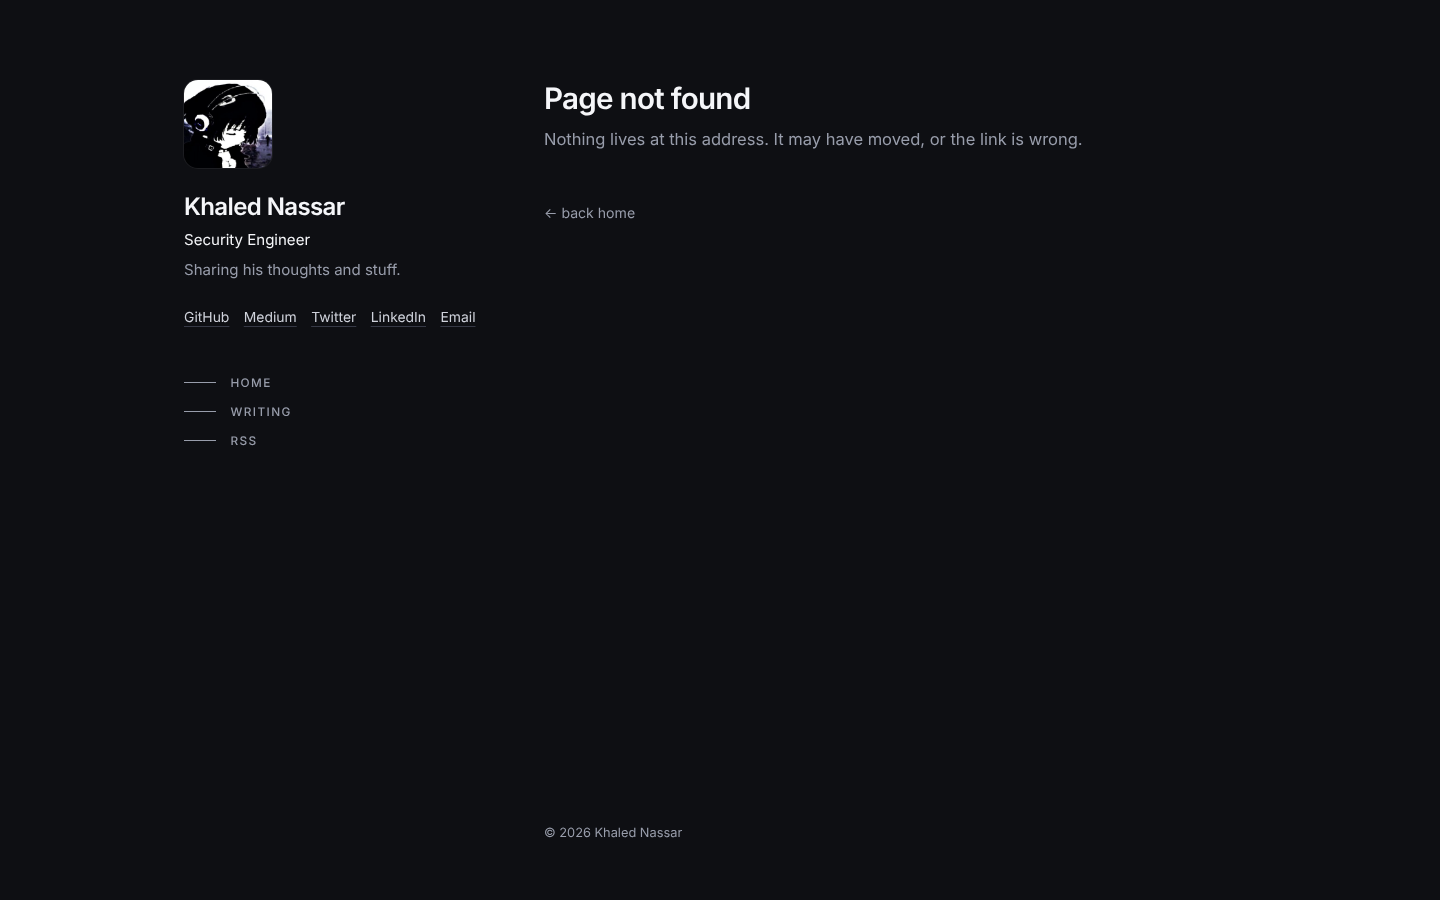 Khaled Nassar
Security Engineer
Sharing his thoughts and stuff.
GitHub Medium Twitter LinkedIn Email
HOME
WRITING
RSS
Page not found
Nothing lives at this address. It may have moved, or the link is wrong.
← back home
© 2026 Khaled Nassar